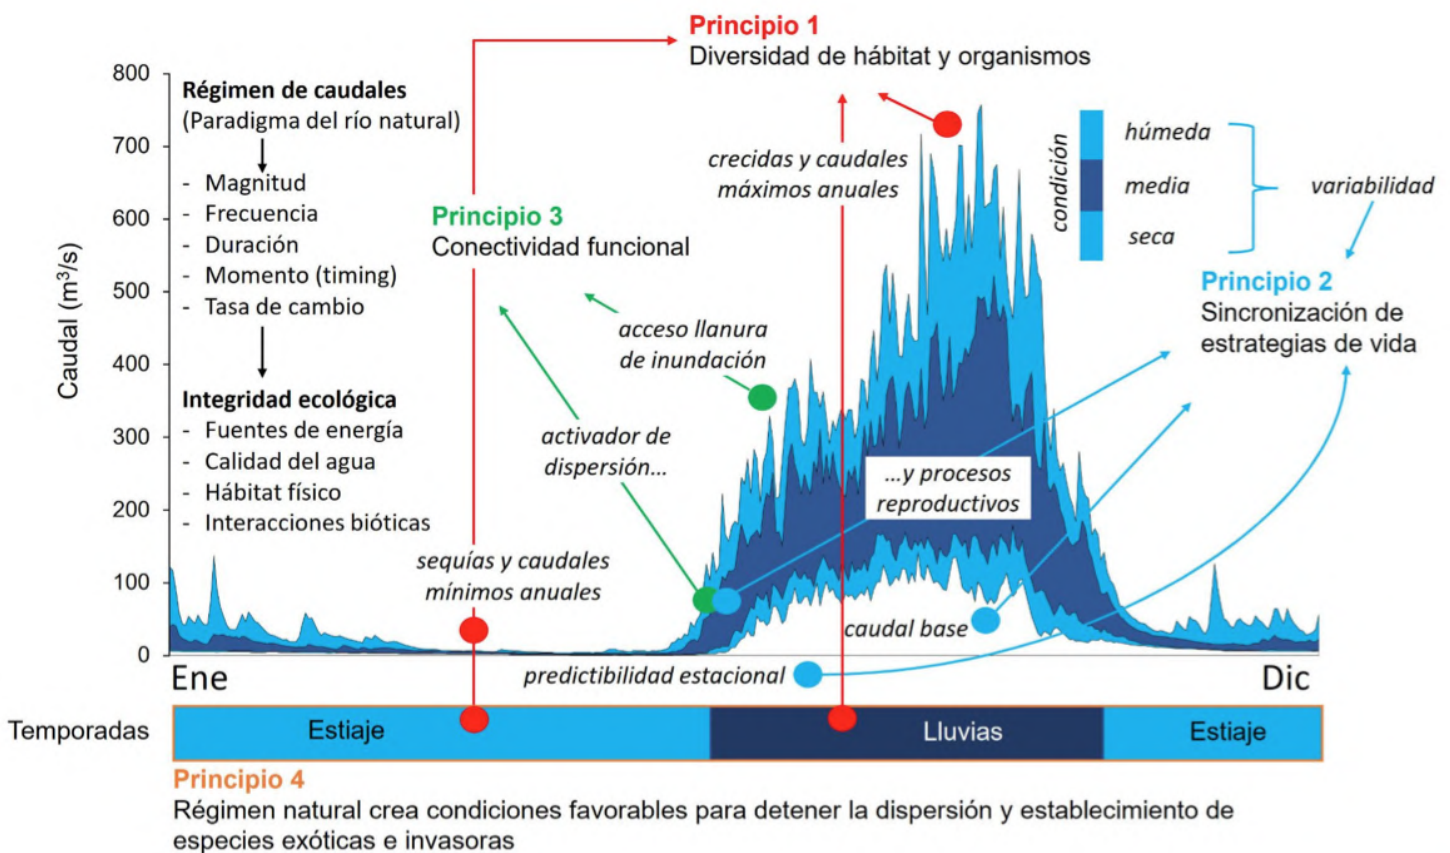 Principio 1
Diversidad de hábitat y organismos
Caudal (m³/s)
800
700
600
500
400
300
200
100
0
Régimen de caudales
(Paradigma del río natural)
- Magnitud
- Frecuencia
- Duración
- Momento (timing)
- Tasa de cambio
Integridad ecológica
- Fuentes de energía
- Calidad del agua
- Hábitat físico
- Interacciones bióticas
Principio 3
Conectividad funcional
acceso llanura
de inundación
activador de
dispersión...
sequías y caudales
mínimos anuales
crecidas y caudales
máximos anuales
condición
húmeda
media
seca
variabilidad
Principio 2
Sincronización de
estrategias de vida
...y procesos
reproductivos
caudal base
predictibilidad estacional
Ene
Dic
Temporadas
Estiaje
Lluvias
Estiaje
Principio 4
Régimen natural crea condiciones favorables para detener la dispersión y establecimiento de
especies exóticas e invasoras